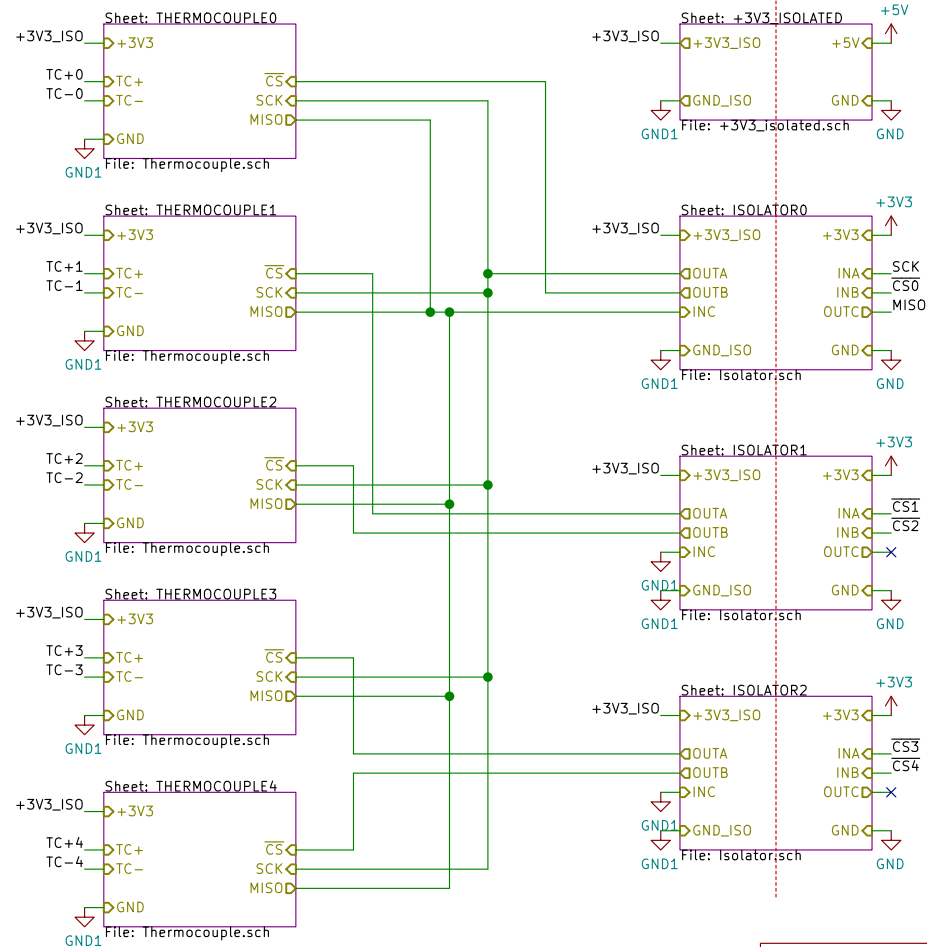 Sheet: THERMOCOUPLE0
+3V3_ISO
+3V3
TC+0
TC+
TC-0
TC-
CS
SCK
MISO
GND
GND1
File: Thermocouple.sch
Sheet: THERMOCOUPLE1
+3V3_ISO
+3V3
TC+1
TC+
TC-1
TC-
CS
SCK
MISO
GND
GND1
File: Thermocouple.sch
Sheet: THERMOCOUPLE2
+3V3_ISO
+3V3
TC+2
TC+
TC-2
TC-
CS
SCK
MISO
GND
GND1
File: Thermocouple.sch
Sheet: THERMOCOUPLE3
+3V3_ISO
+3V3
TC+3
TC+
TC-3
TC-
CS
SCK
MISO
GND
GND1
File: Thermocouple.sch
Sheet: THERMOCOUPLE4
+3V3_ISO
+3V3
TC+4
TC+
TC-4
TC-
CS
SCK
MISO
GND
GND1
File: Thermocouple.sch
Sheet: +3V3_ISOLATED
+5V
+3V3_ISO
+3V3_ISO
+5V
GND_ISO
GND
GND1
GND
File: +3V3_isolated.sch
Sheet: ISOLATOR0
+3V3
+3V3_ISO
+3V3_ISO
+3V3
OUTA
INA
SCK
OUTB
INB
CS0
INC
OUTC
MISO
GND_ISO
GND
GND1
GND
File: Isolator.sch
Sheet: ISOLATOR1
+3V3
+3V3_ISO
+3V3_ISO
+3V3
OUTA
INA
CS1
OUTB
INB
CS2
INC
OUTC
GND1
GND_ISO
GND
GND1
GND
File: Isolator.sch
Sheet: ISOLATOR2
+3V3
+3V3_ISO
+3V3_ISO
+3V3
OUTA
INA
CS3
OUTB
INB
CS4
INC
OUTC
GND1
GND_ISO
GND
GND1
GND
File: Isolator.sch